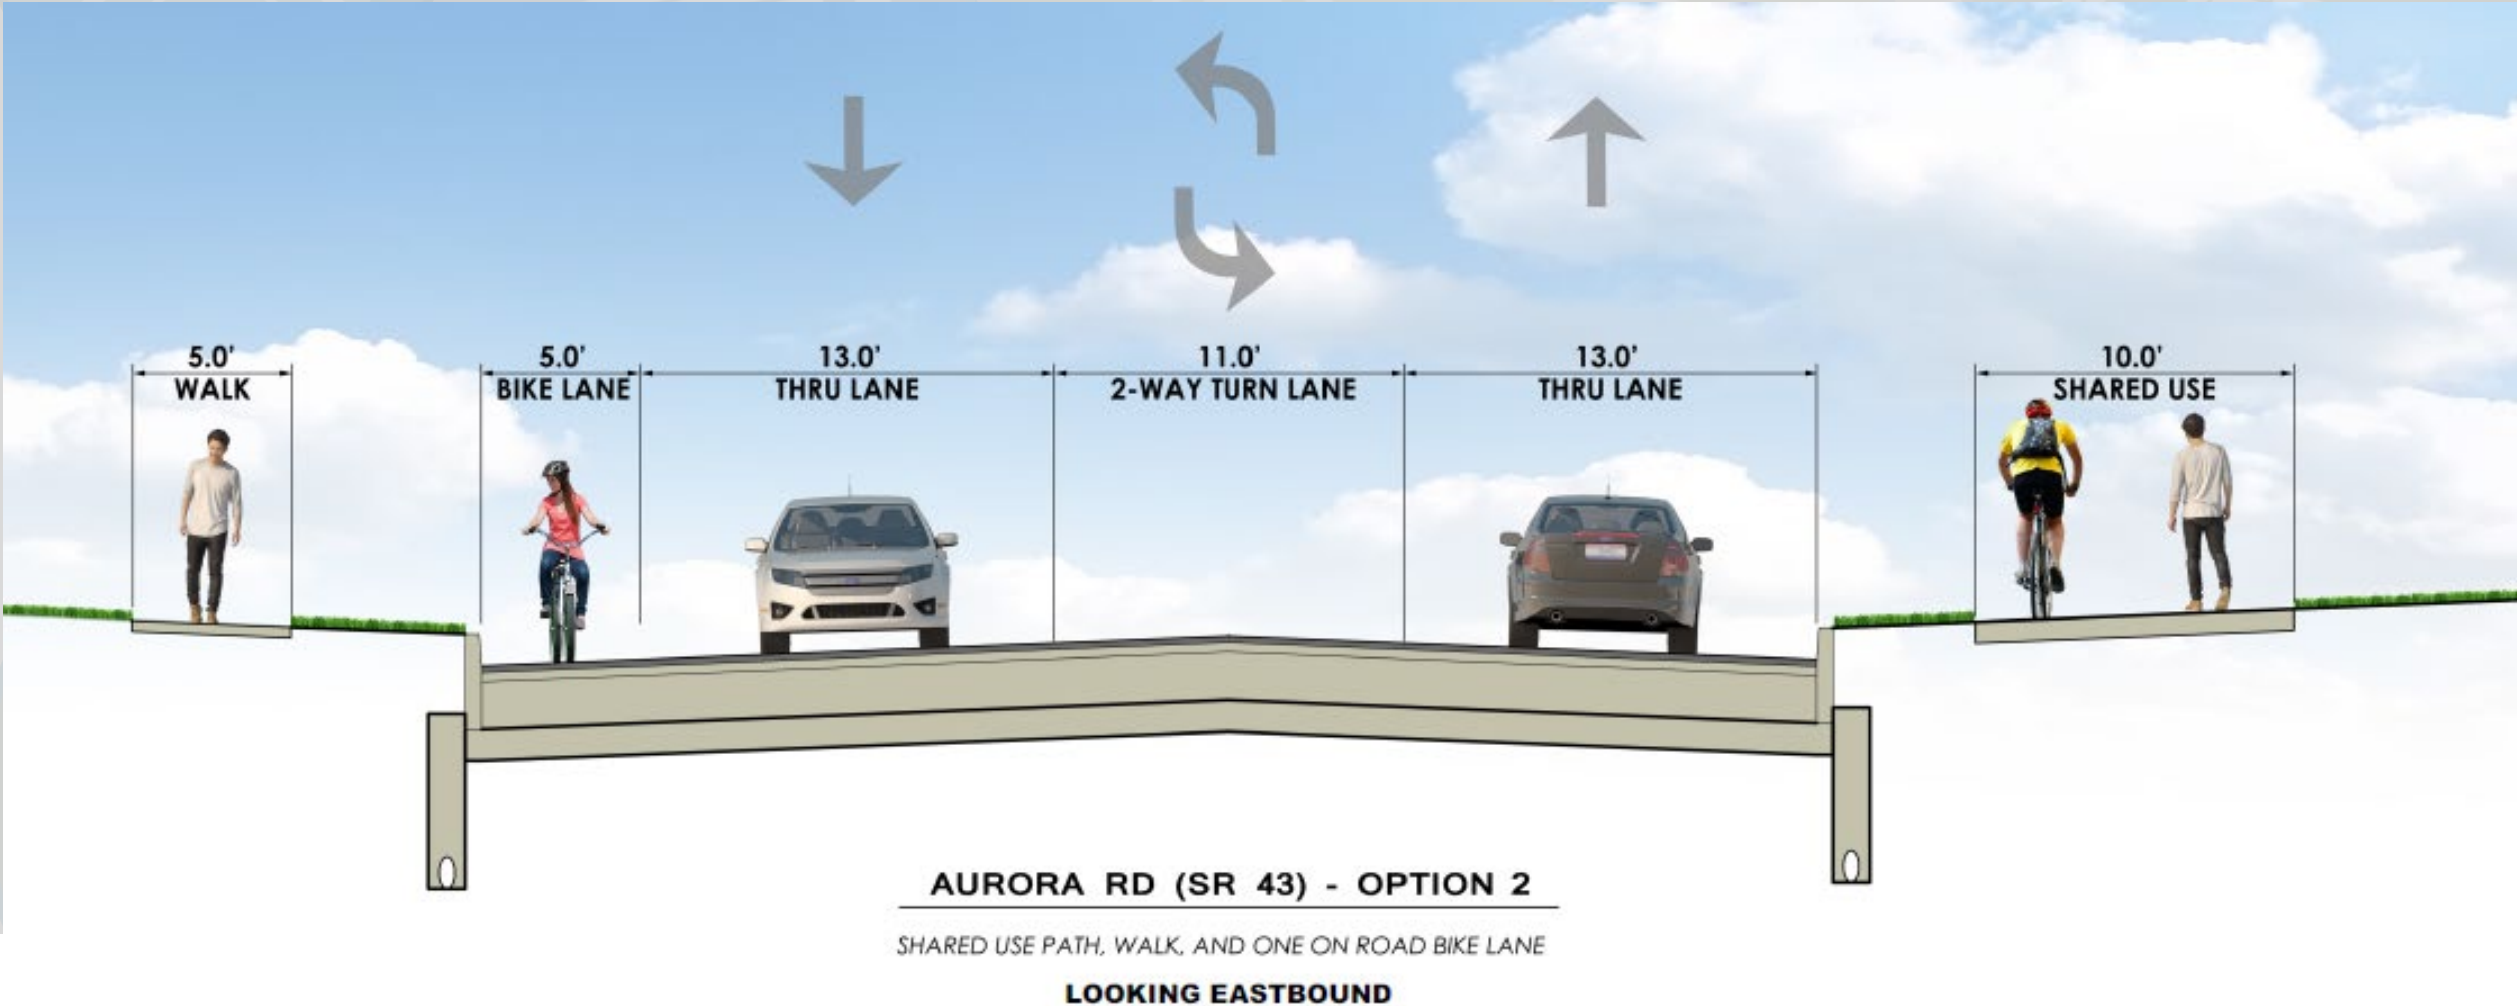 5.0'
WALK
5.0'
BIKE LANE
13.0'
THRU LANE
11.0'
2-WAY TURN LANE
13.0'
THRU LANE
10.0'
SHARED USE
AURORA RD (SR 43) - OPTION 2
SHARED USE PATH, WALK, AND ONE ON ROAD BIKE LANE
LOOKING EASTBOUND